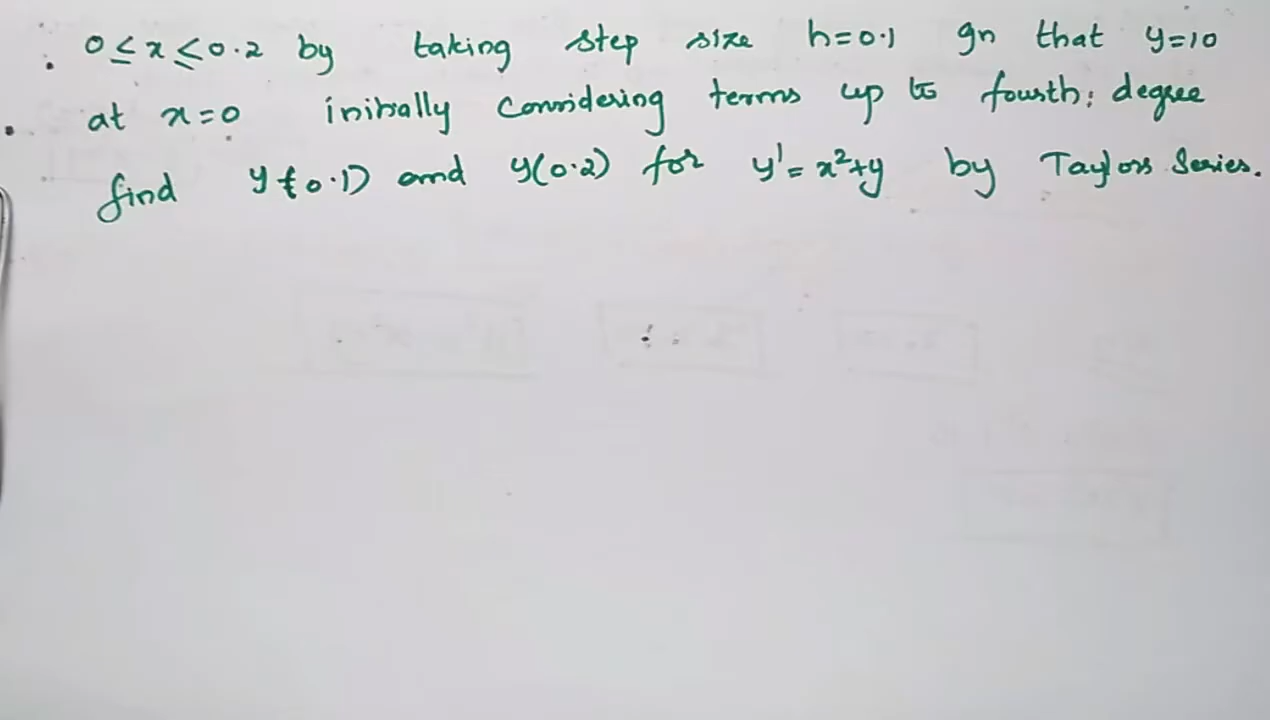 0≤x≤0.2 by taking step size h=0.1 gn that y=10
at x=0 initially considering terms up to fourth degree
find y(0.1) and y(0.2) for y'=x²+y by Taylors Series.